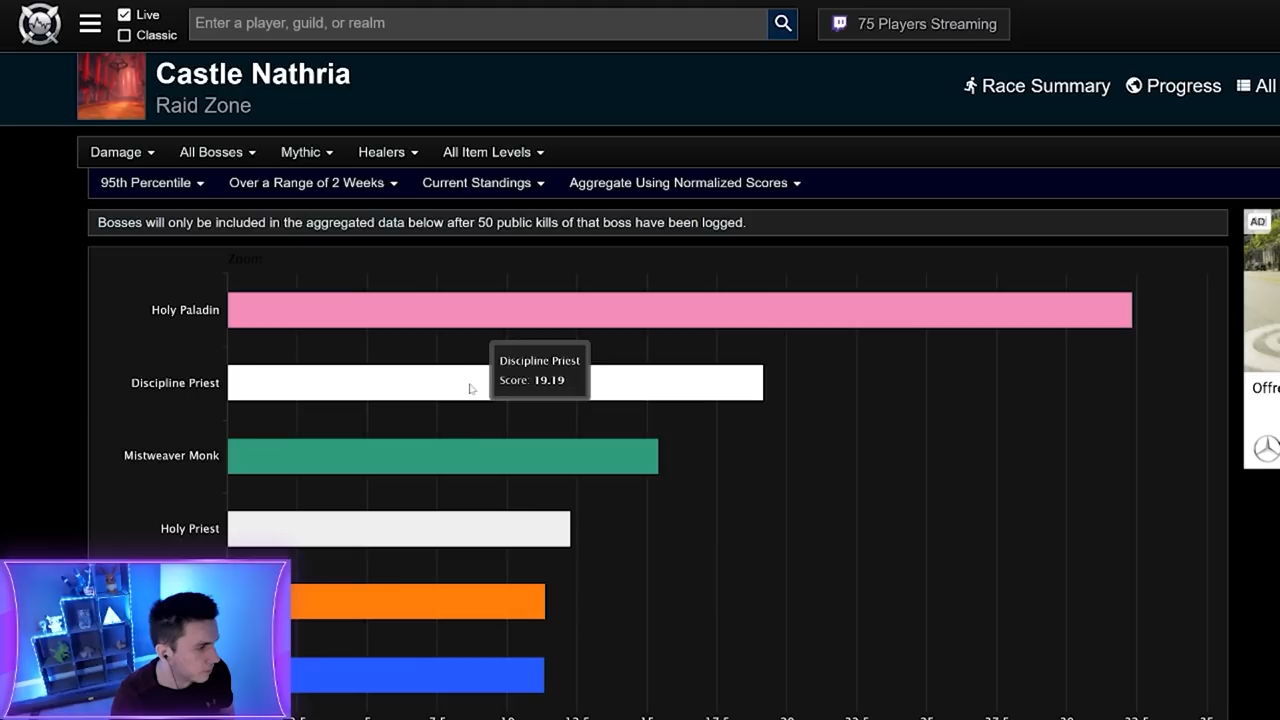 Live
Classic
Enter a player, guild, or realm
75 Players Streaming
Castle Nathria
Raid Zone
Race Summary
Progress
All
Damage
All Bosses
Mythic
Healers
All Item Levels
95th Percentile
Over a Range of 2 Weeks
Current Standings
Aggregate Using Normalized Scores
Bosses will only be included in the aggregated data below after 50 public kills of that boss have been logged.
AD
Zoom
Holy Paladin
Discipline Priest
Score: 19.19
Discipline Priest
Offr
Mistweaver Monk
Holy Priest